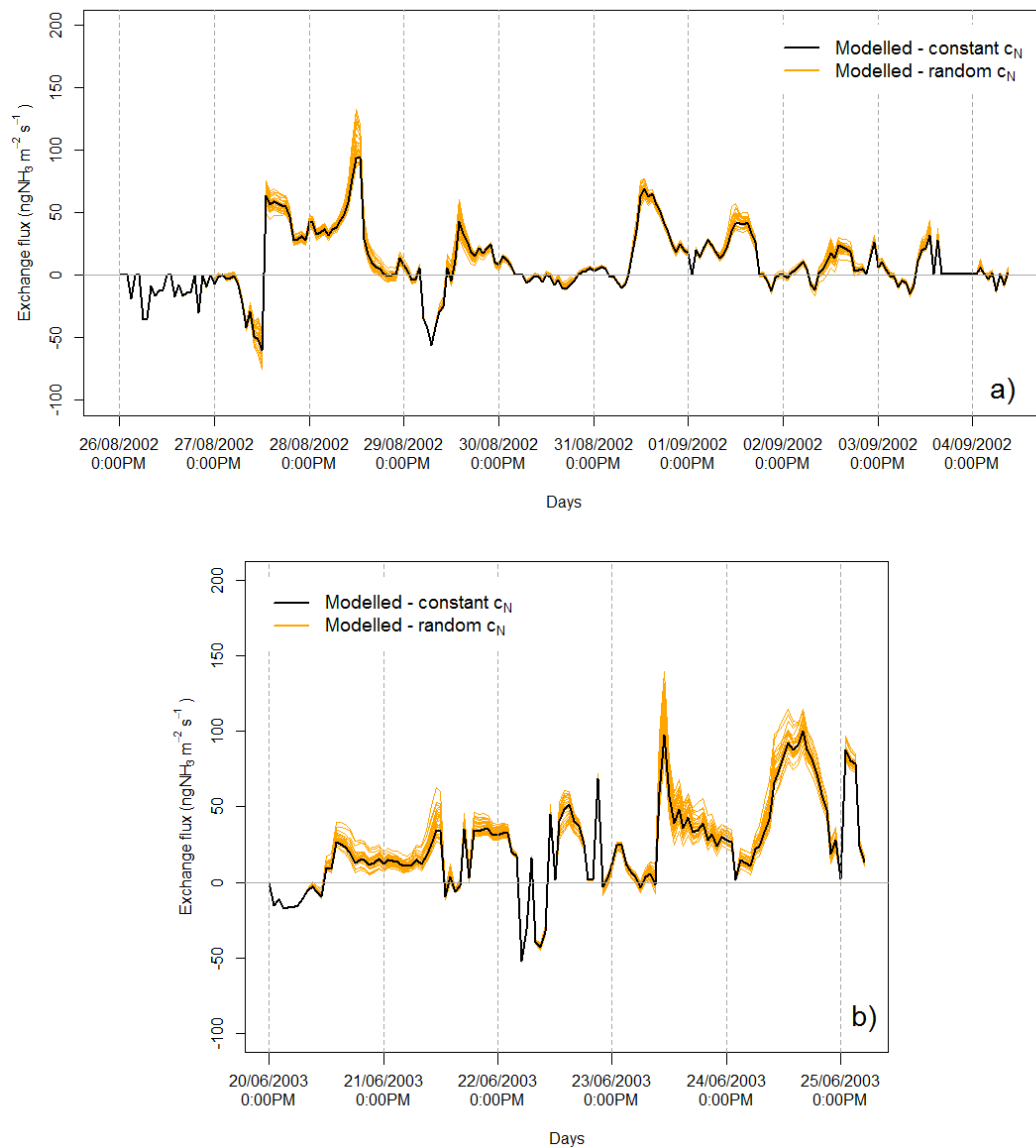 200
150
100
50
0
-50
-100
Exchange flux (ngNH₃ m⁻² s⁻¹ )
Modelled - constant c_N
Modelled - random c_N
a)
26/08/2002 27/08/2002 28/08/2002 29/08/2002 30/08/2002 31/08/2002 01/09/2002 02/09/2002 03/09/2002 04/09/2002
0:00PM 0:00PM 0:00PM 0:00PM 0:00PM 0:00PM 0:00PM 0:00PM 0:00PM 0:00PM
Days
200
150
100
50
0
-50
-100
Exchange flux (ngNH₃ m⁻² s⁻¹ )
Modelled - constant c_N
Modelled - random c_N
b)
20/06/2003 21/06/2003 22/06/2003 23/06/2003 24/06/2003 25/06/2003
0:00PM 0:00PM 0:00PM 0:00PM 0:00PM 0:00PM
Days